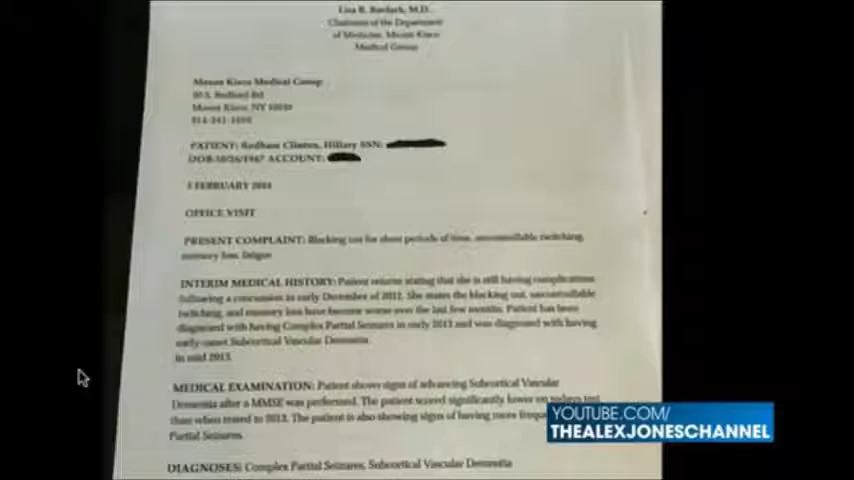 Lisa R. Bardack, M.D.
Chairman of the Department
of Medicine, Mount Kisco
Medical Group
Mount Kisco Medical Group
90 S. Bedford Rd
Mount Kisco, NY 10549
PATIENT: Rodham Clinton, Hillary SSN:
ACCOUNT:
5 FEBRUARY 2014
OFFICE VISIT
PRESENT COMPLAINT: Blocking out for short periods of time, uncontrollable twitching,
memory loss, fatigue
INTERIM MEDICAL HISTORY: Patient returns stating that she is still having complications
following a concussion in early December of 2012. She states the blocking out, uncontrollable
twitching, and memory loss have become worse over the last few months. Patient has been
diagnosed with having Complex Partial Seizures in early 2013 and was diagnosed with having
early-onset Subcortical Vascular Dementia
in mid 2013.
MEDICAL EXAMINATION: Patient shows signs of advancing Subcortical Vascular
Dementia after a MMSE was performed. The patient scored significantly lower on todays test
than when tested in 2013. The patient is also showing signs of having more
Partial Seizures.
DIAGNOSES: Complex Partial Seizures, Subcortical Vascular Dementia
YOUTUBE.COM/
THEALEXJONESCHANNEL